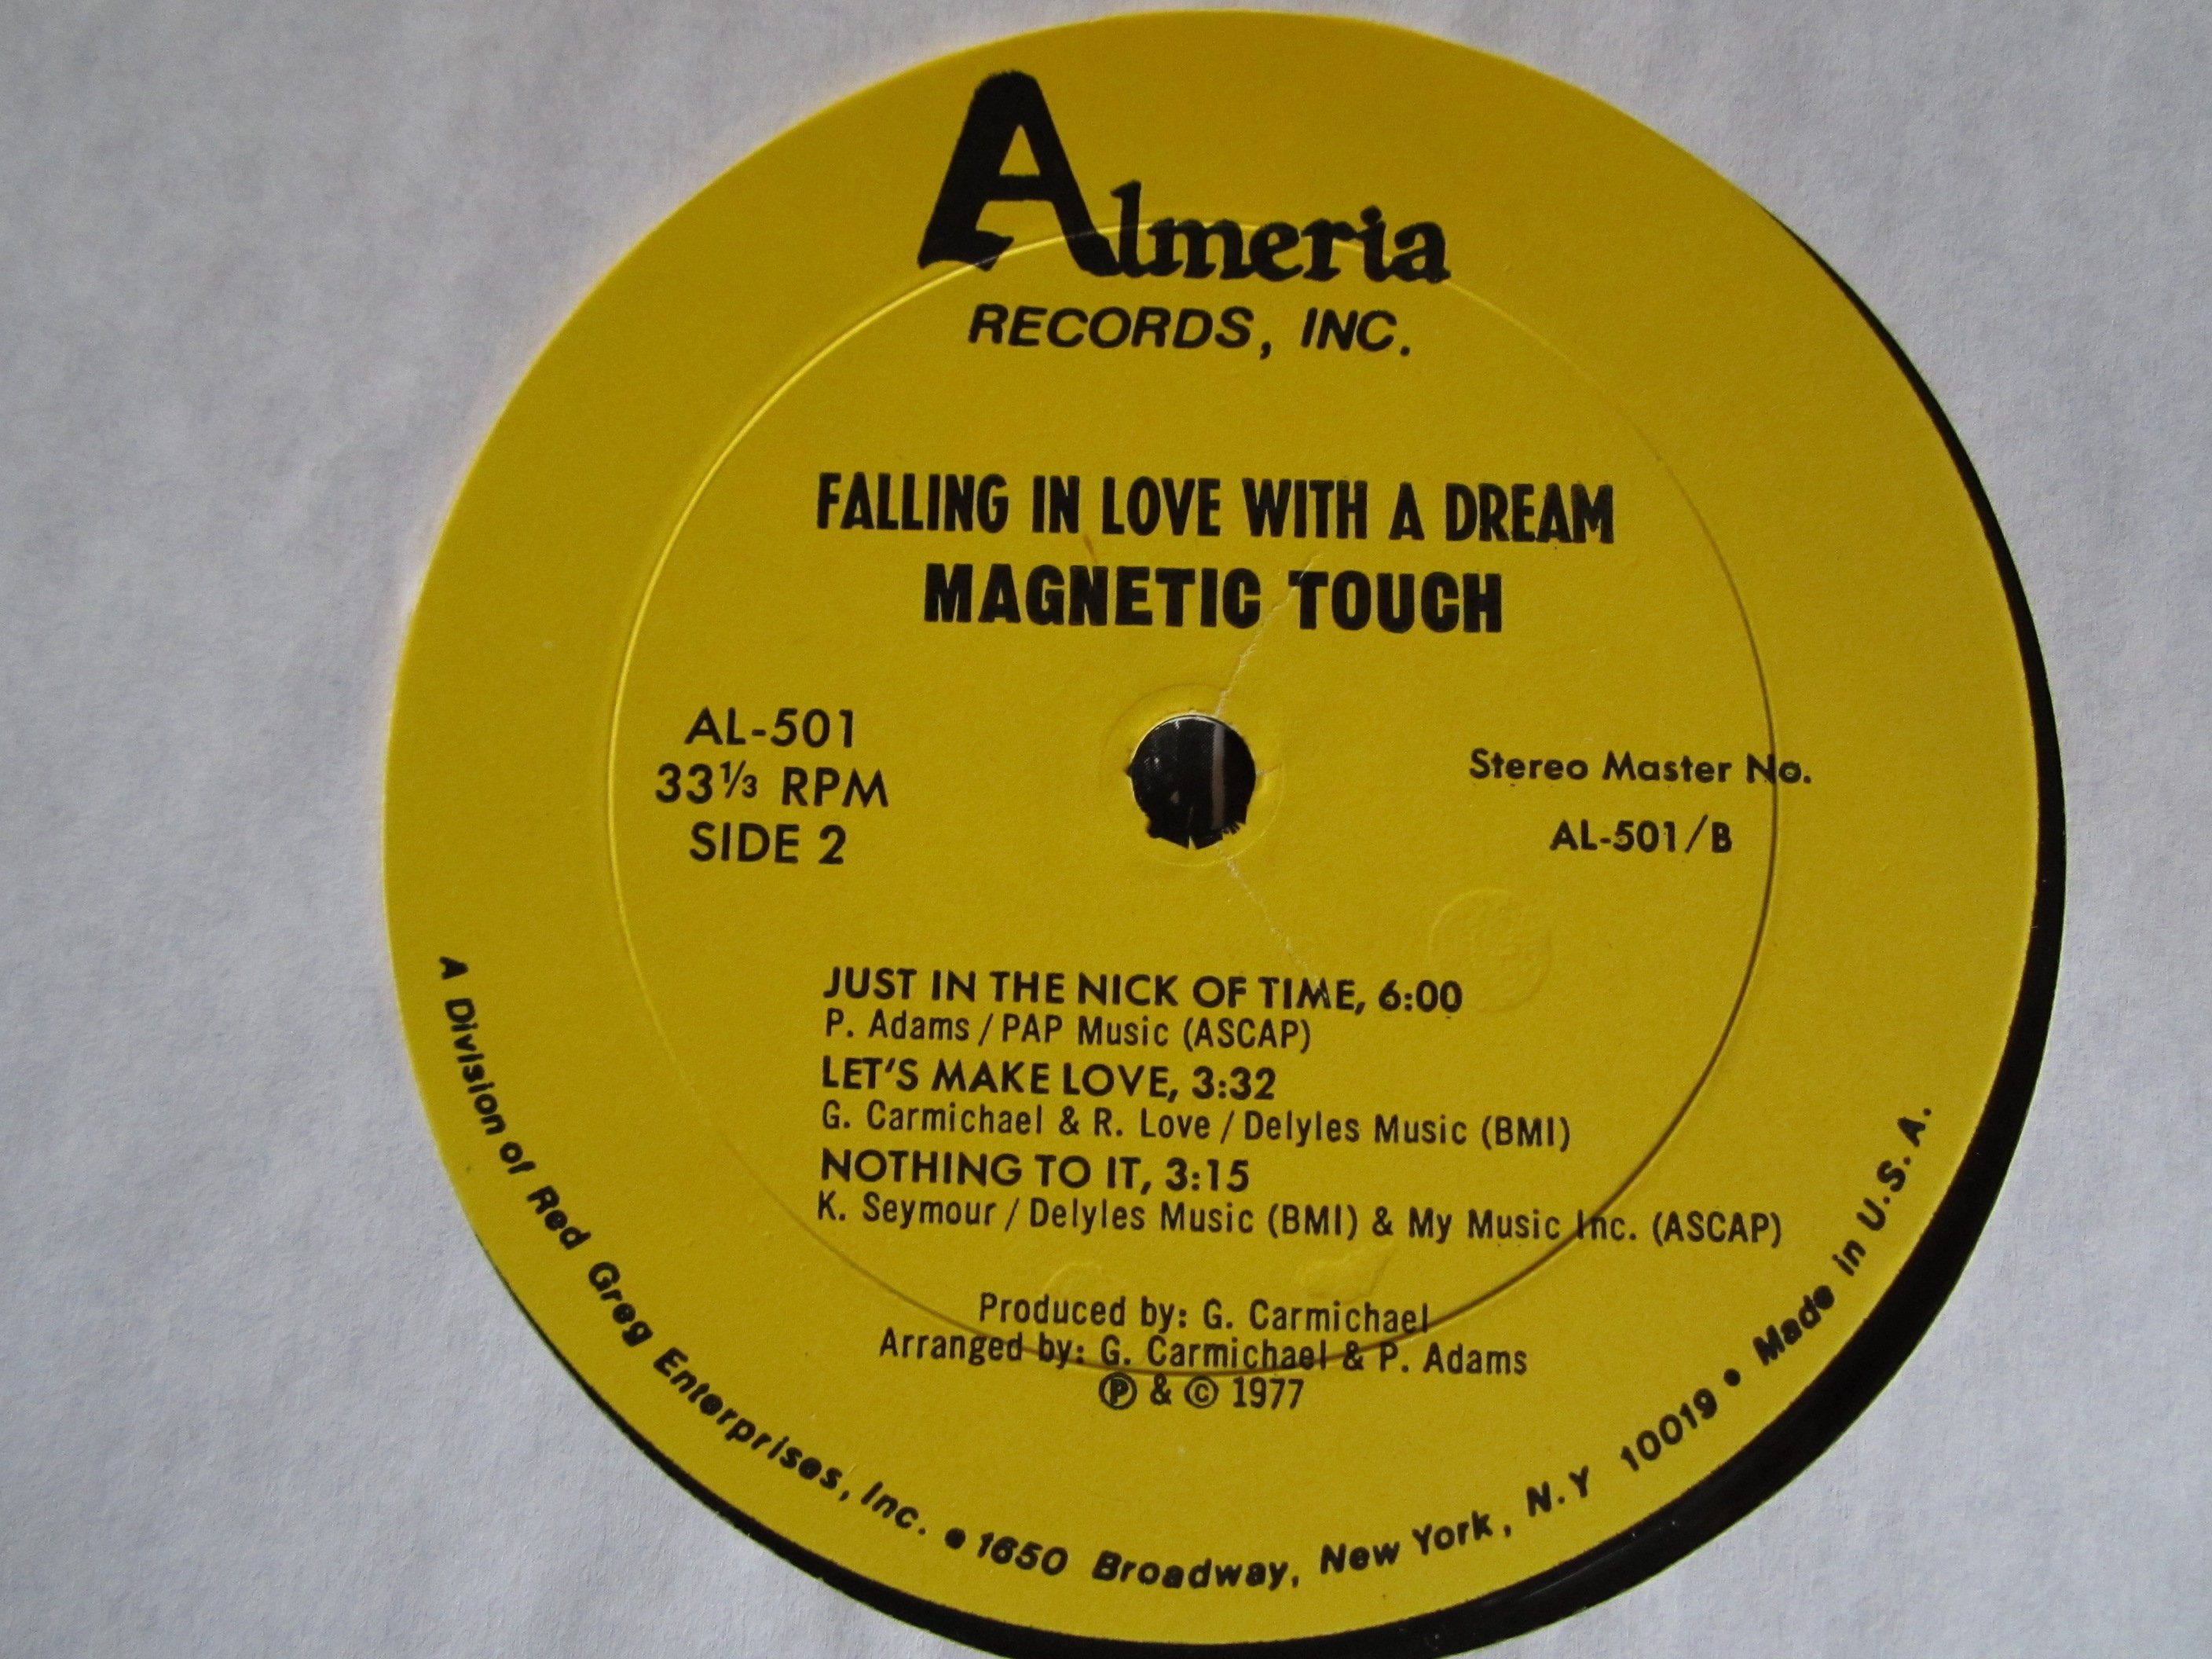 Almeria
RECORDS, INC.
FALLING IN LOVE WITH A DREAM
MAGNETIC TOUCH
AL-501
33⅓ RPM
SIDE 2
Stereo Master No.
AL-501/B
JUST IN THE NICK OF TIME, 6:00
P. Adams / PAP Music (ASCAP)
LET'S MAKE LOVE, 3:32
G. Carmichael & R. Love / Delyles Music (BMI)
NOTHING TO IT, 3:15
K. Seymour / Delyles Music (BMI) & My Music Inc. (ASCAP)
Produced by: G. Carmichael
Arranged by: G. Carmichael & P. Adams
℗ & © 1977
A Division of Red Greg Enterprises, Inc. • 1650 Broadway, New York, N.Y 10019 • Made in U.S.A.